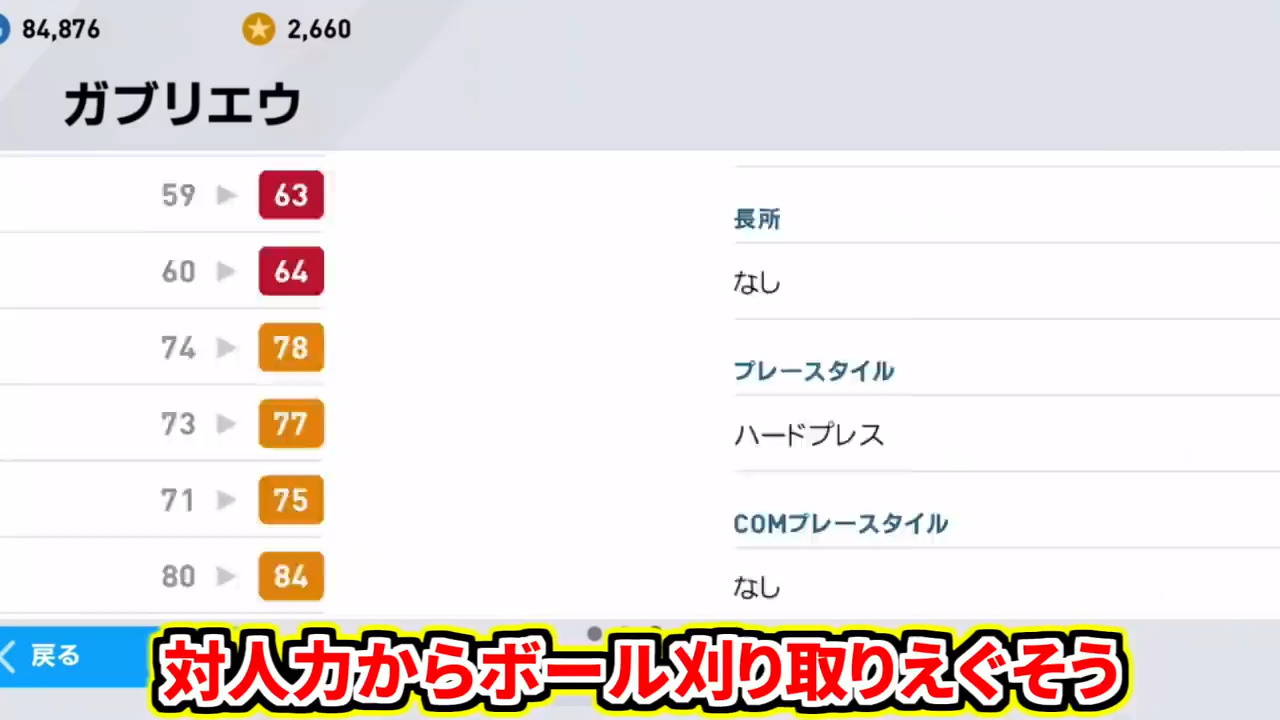 84,876 2,660
ガブリエウ
59 ▶ 63
長所
60 ▶ 64
なし
74 ▶ 78
プレースタイル
73 ▶ 77
ハードプレス
71 ▶ 75
COMプレースタイル
80 ▶ 84
なし
戻る
対人力からボール刈り取りえぐそう